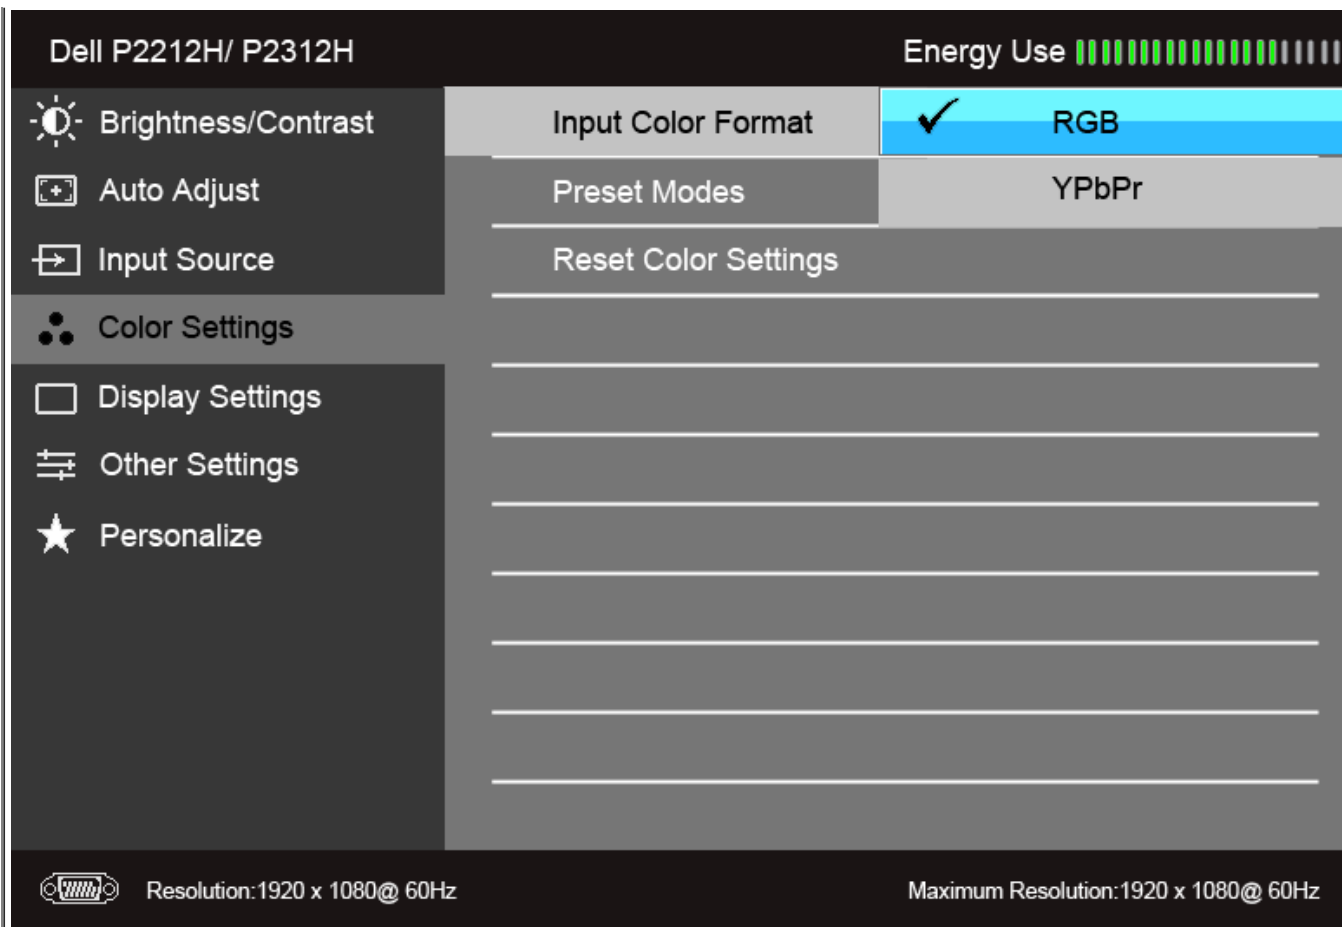 Dell P2212H/ P2312H
Energy Use
Brightness/Contrast
Input Color Format
RGB
Auto Adjust
Preset Modes
YPbPr
Input Source
Reset Color Settings
Color Settings
Display Settings
Other Settings
Personalize
Resolution:1920 x 1080@ 60Hz
Maximum Resolution:1920 x 1080@ 60Hz